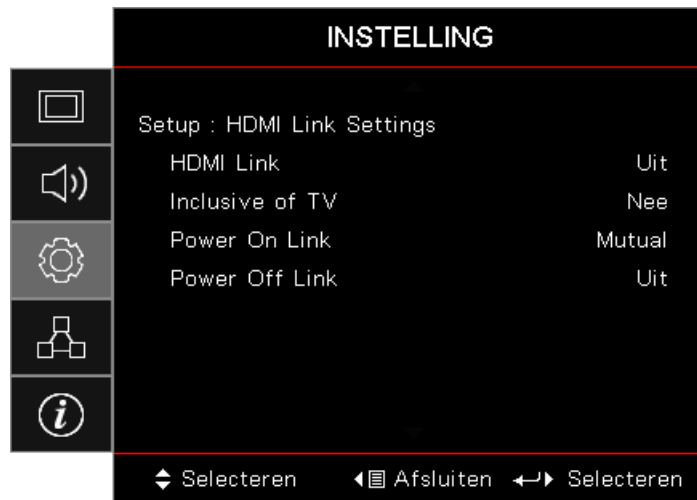 INSTELLING
Setup : HDMI Link Settings
HDMI Link Uit
Inclusive of TV Nee
Power On Link Mutual
Power Off Link Uit
Selecteren Afsluiten Selecteren